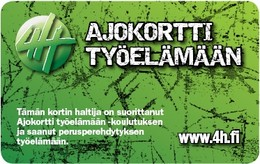 4H
AJOKORTTI
TYÖELÄMÄÄN
Tämän kortin haltija on suorittanut
Ajokortti työelämään -koulutuksen
ja saanut perusperehdytyksen
työelämään.
www.4h.fi